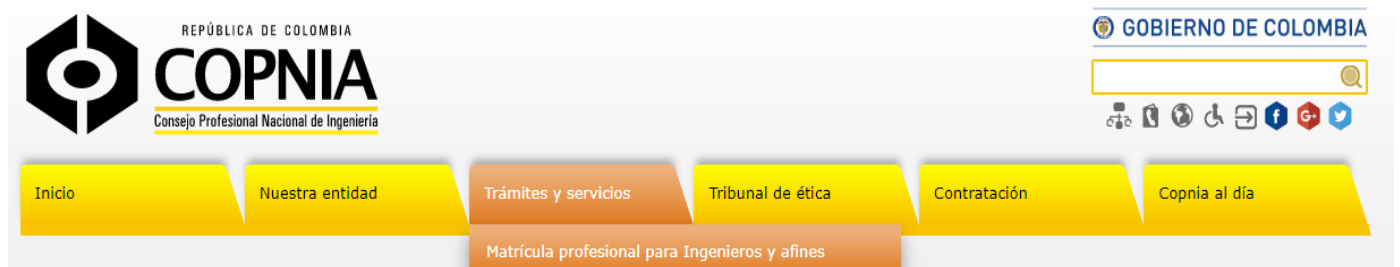 REPÚBLICA DE COLOMBIA
COPNIA
Consejo Profesional Nacional de Ingeniería
GOBIERNO DE COLOMBIA
f G+
Inicio Nuestra entidad Trámites y servicios Tribunal de ética Contratación Copnia al día
Matrícula profesional para Ingenieros y afines